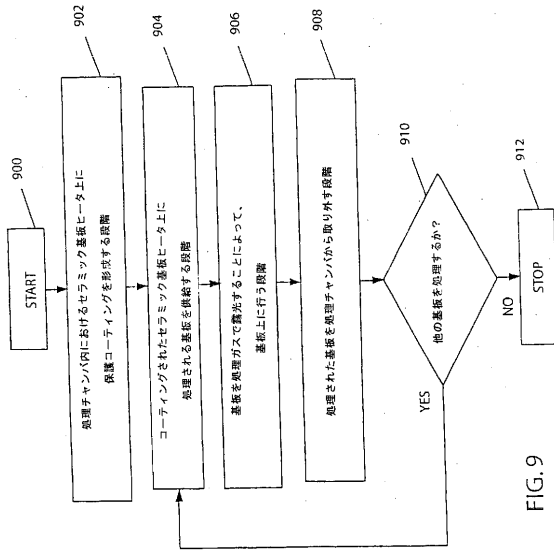 START
900
処理チャンバ内におけるセラミック基板ヒータ上に
保護コーティングを形成する段階
902
コーティングされたセラミック基板ヒータ上に
処理される基板を供給する段階
904
基板を処理ガスで露光することによって、
基板上に行う段階
906
処理された基板を処理チャンバから取り外す段階
908
他の基板を処理するか?
910
YES
NO
STOP
912
FIG. 9